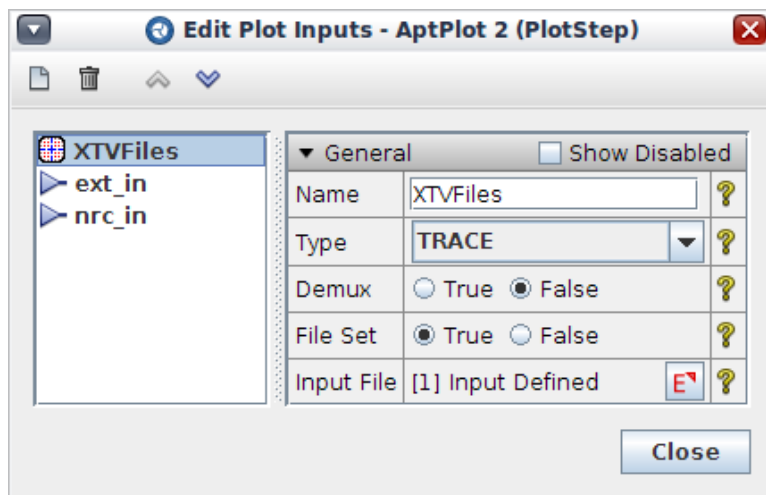 Edit Plot Inputs - AptPlot 2 (PlotStep)
XTVFiles
ext_in
nrc_in
General
Show Disabled
Name
XTVFiles
Type
TRACE
Demux
True
False
File Set
True
False
Input File
[1] Input Defined
E
Close